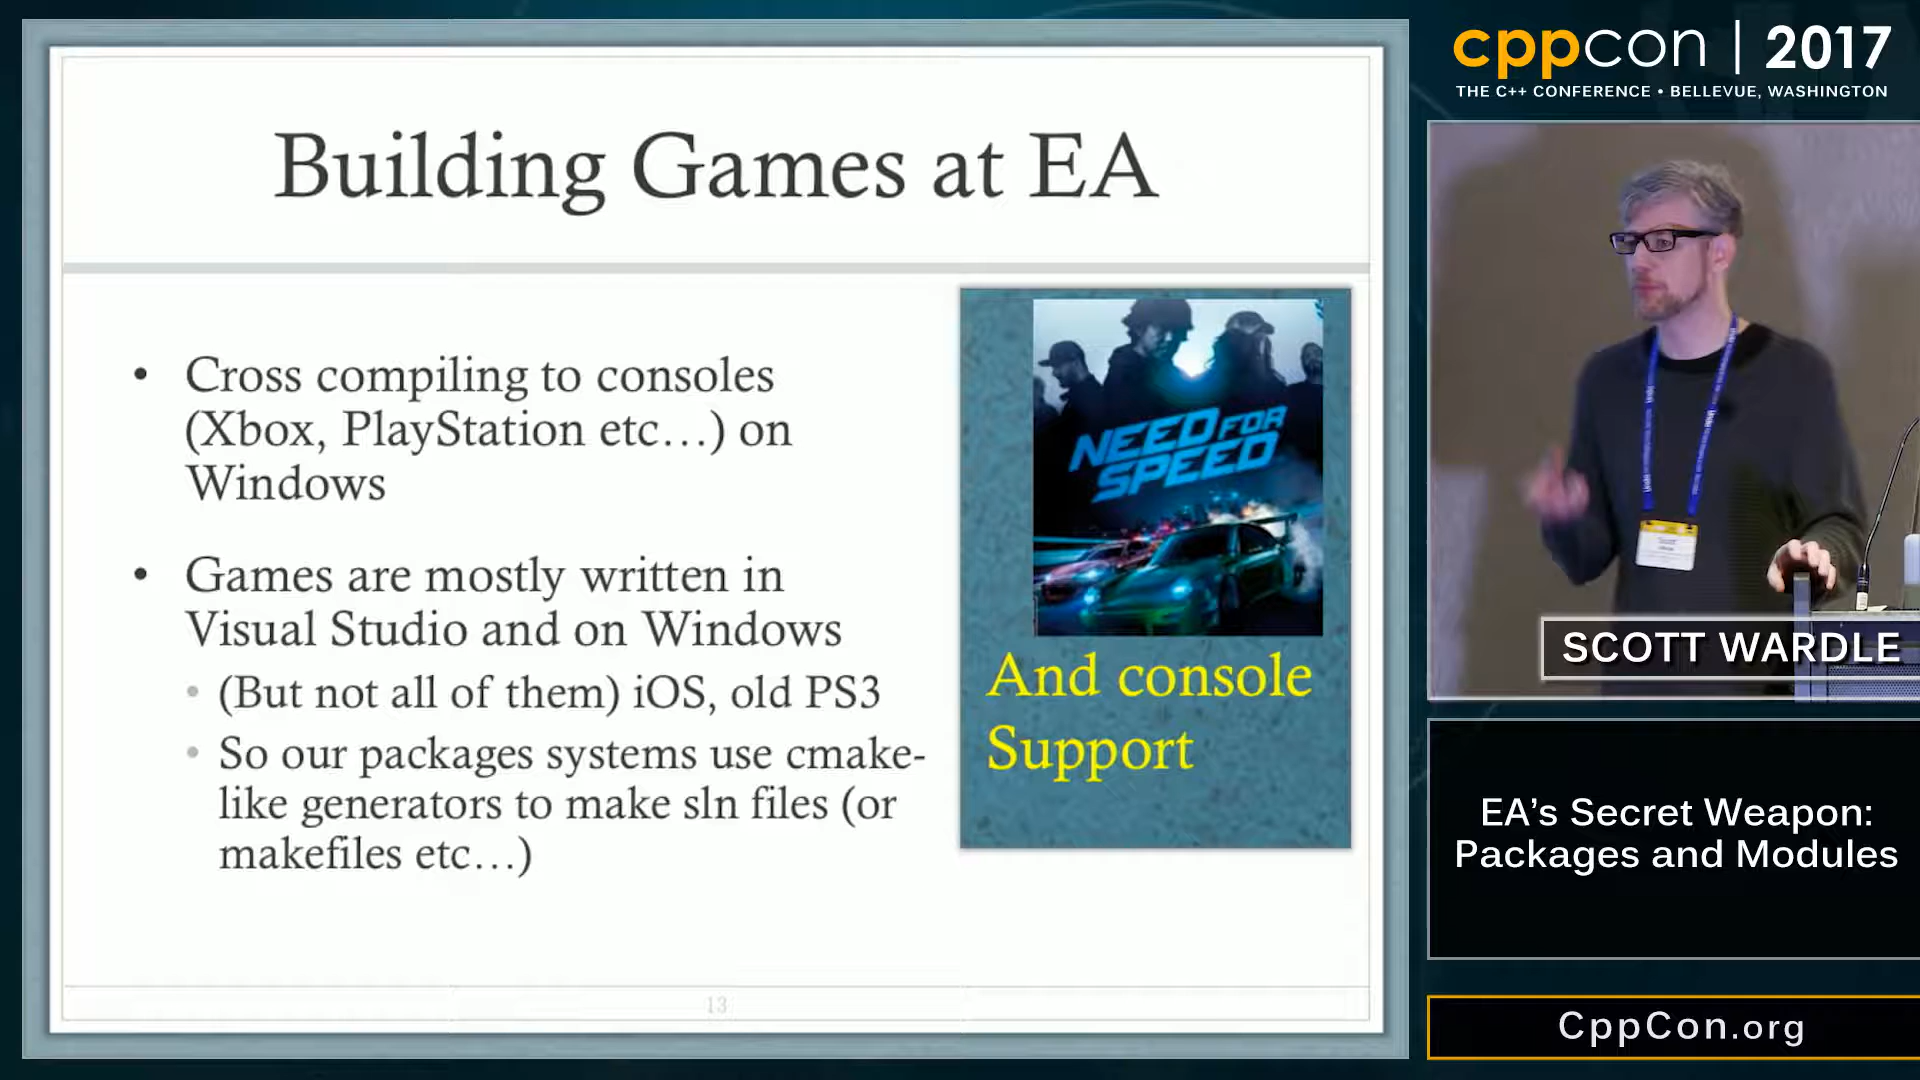 Building Games at EA
• Cross compiling to consoles
(Xbox, PlayStation etc…) on
Windows
• Games are mostly written in
Visual Studio and on Windows
• (But not all of them) iOS, old PS3
• So our packages systems use cmake-
like generators to make sln files (or
makefiles etc…)
NEED FOR
SPEED
And console
Support
13
cppcon | 2017
THE C++ CONFERENCE • BELLEVUE, WASHINGTON
SCOTT WARDLE
EA’s Secret Weapon:
Packages and Modules
CppCon.org